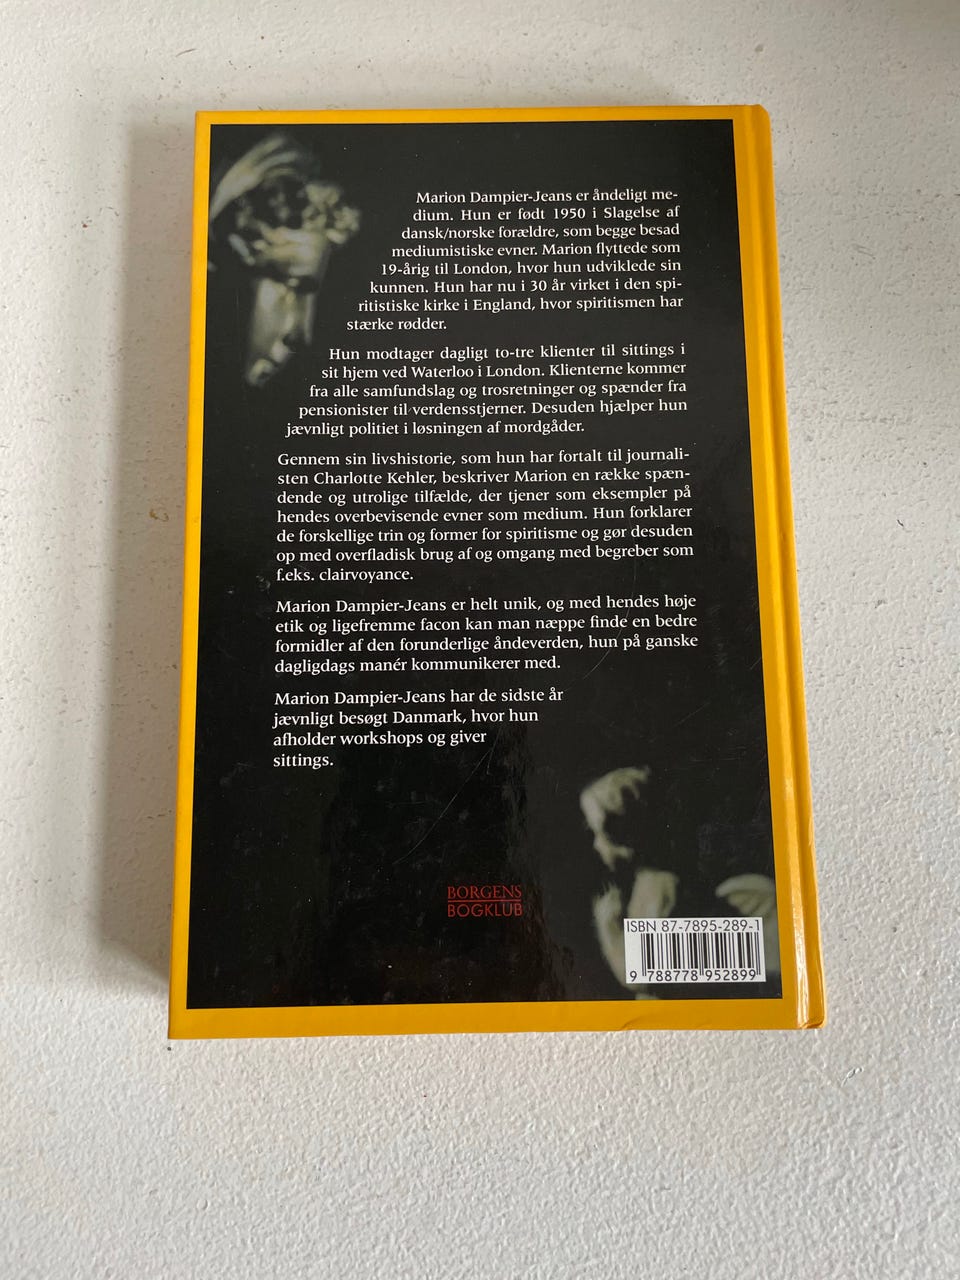 Marion Dampier-Jeans er åndeligt me-
dium. Hun er født 1950 i Slagelse af
dansk/norske forældre, som begge besad
mediumistiske evner. Marion flyttede som
19-årig til London, hvor hun udviklede sin
kunnen. Hun har nu i 30 år virket i den spi-
ritistiske kirke i England, hvor spiritismen har
stærke rødder.
Hun modtager dagligt to-tre klienter til sittings i
sit hjem ved Waterloo i London. Klienterne kommer
fra alle samfundslag og trosretninger og spænder fra
pensionister til verdensstjerner. Desuden hjælper hun
jævnligt politiet i løsningen af mordgåder.
Gennem sin livshistorie, som hun har fortalt til journali-
sten Charlotte Kehler, beskriver Marion en række spæn-
dende og utrolige tilfælde, der tjener som eksempler på
hendes overbevisende evner som medium. Hun forklarer
de forskellige trin og former for spiritisme og gør desuden
op med overfladisk brug af og omgang med begreber som
f.eks. clairvoyance.
Marion Dampier-Jeans er helt unik, og med hendes høje
etik og ligefremme facon kan man næppe finde en bedre
formidler af den forunderlige åndeverden, hun på ganske
dagligdags manér kommunikerer med.
Marion Dampier-Jeans har de sidste år
jævnligt besøgt Danmark, hvor hun
afholder workshops og giver
sittings.
BORGENS
BOGKLUB
ISBN 87-7895-289-1
9 788778 952899